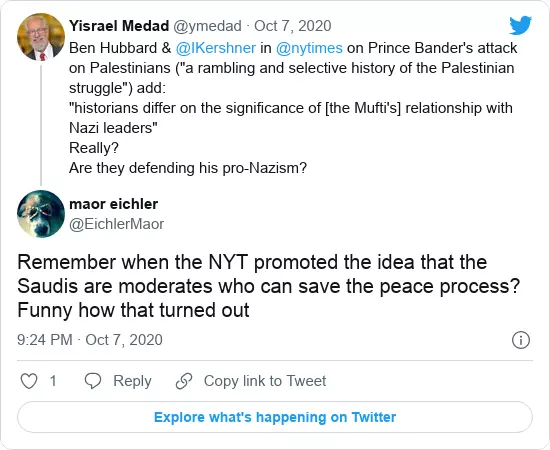 Yisrael Medad @ymedad · Oct 7, 2020
Ben Hubbard & @IKershner in @nytimes on Prince Bander's attack
on Palestinians ("a rambling and selective history of the Palestinian
struggle") add:
"historians differ on the significance of [the Mufti's] relationship with
Nazi leaders"
Really?
Are they defending his pro-Nazism?
maor eichler
@EichlerMaor
Remember when the NYT promoted the idea that the
Saudis are moderates who can save the peace process?
Funny how that turned out
9:24 PM · Oct 7, 2020
1 Reply Copy link to Tweet
Explore what's happening on Twitter